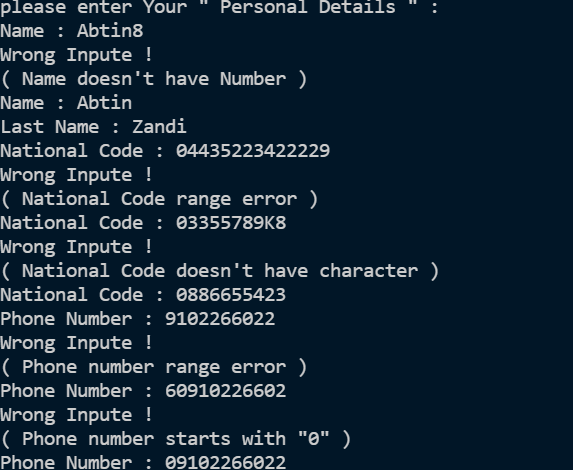 please enter Your " Personal Details " :
Name : Abtin8
Wrong Inpute !
( Name doesn't have Number )
Name : Abtin
Last Name : Zandi
National Code : 04435223422229
Wrong Inpute !
( National Code range error )
National Code : 03355789K8
Wrong Inpute !
( National Code doesn't have character )
National Code : 0886655423
Phone Number : 9102266022
Wrong Inpute !
( Phone number range error )
Phone Number : 60910226602
Wrong Inpute !
( Phone number starts with "0" )
Phone Number : 09102266022